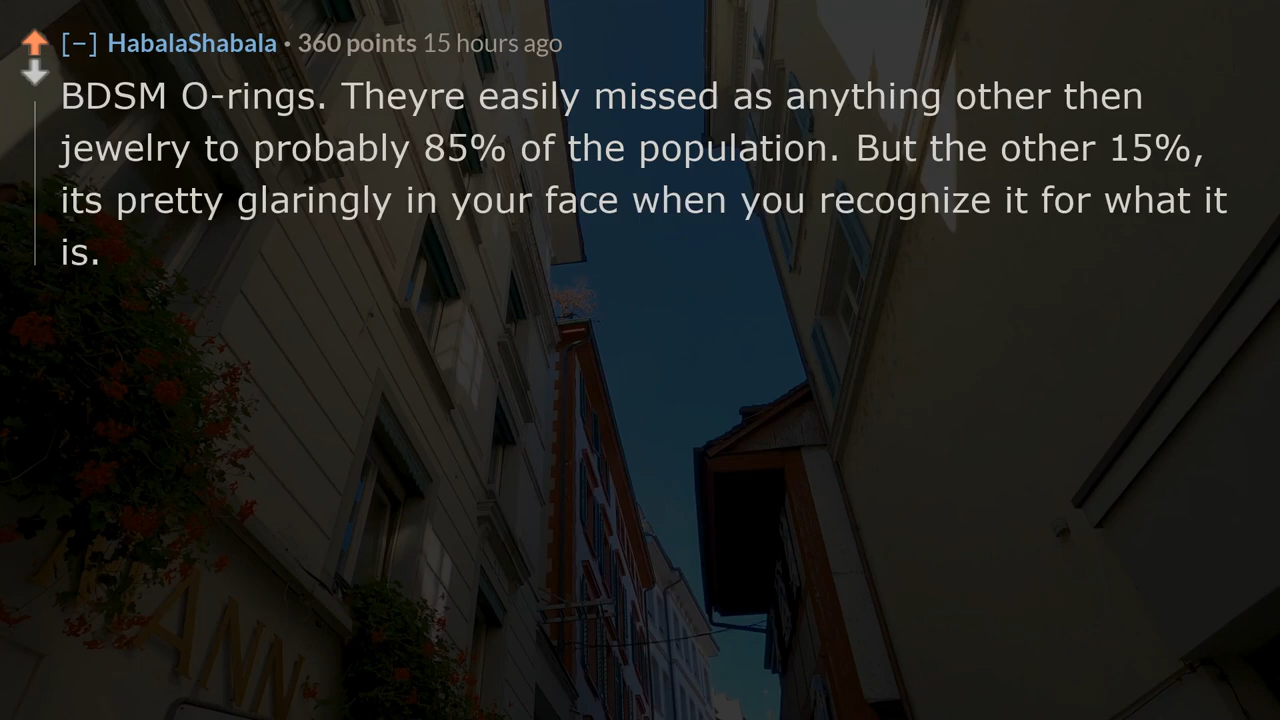 [–] HabalaShabala • 360 points 15 hours ago
BDSM O-rings. Theyre easily missed as anything other then
jewelry to probably 85% of the population. But the other 15%,
its pretty glaringly in your face when you recognize it for what it
is.
ANN